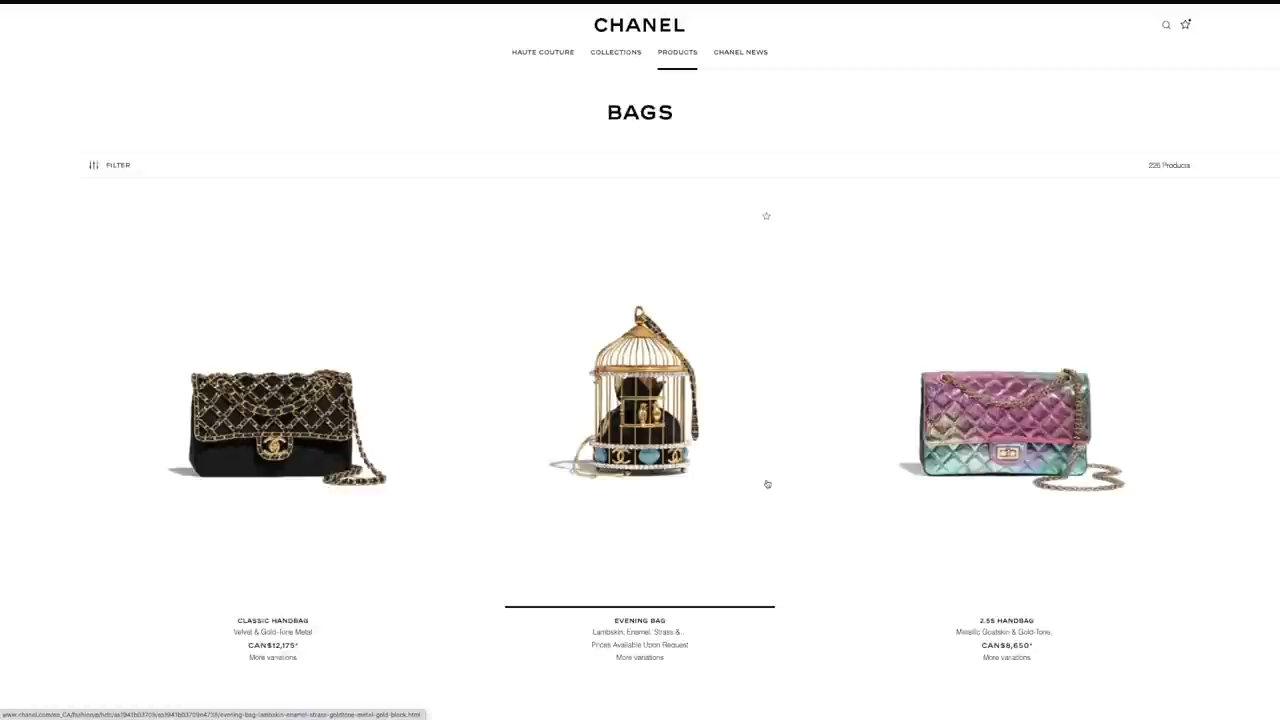 CHANEL
HAUTE COUTURE COLLECTIONS PRODUCTS CHANEL NEWS
BAGS
FILTER 226 Products
CLASSIC HANDBAG
Velvet & Gold-Tone Metal
CAN$12,175*
More variations
EVENING BAG
Lambskin, Enamel, Strass &..
Prices Available Upon Request
More variations
2.55 HANDBAG
Metallic Goatskin & Gold-Tone.
CAN$8,650*
More variations